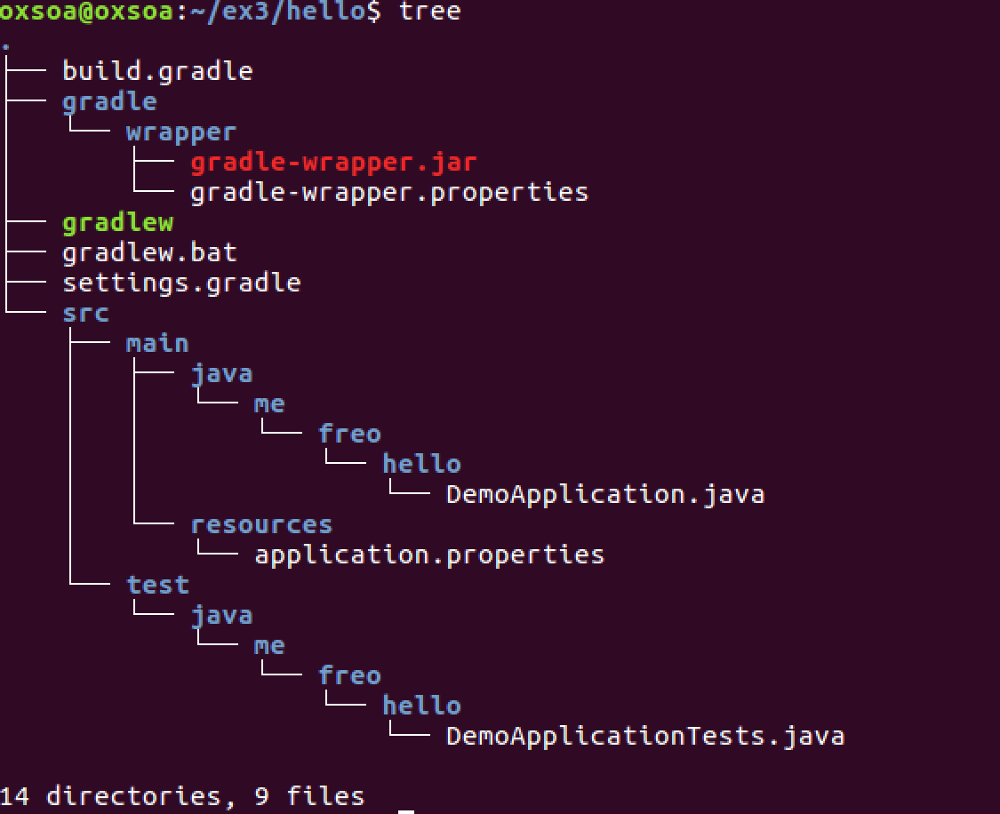 oxsoa@oxsoa:~/ex3/hello$ tree
.
├── build.gradle
├── gradle
│   └── wrapper
│       ├── gradle-wrapper.jar
│       └── gradle-wrapper.properties
├── gradlew
├── gradlew.bat
├── settings.gradle
└── src
    ├── main
    │   ├── java
    │   │   └── me
    │   │       └── freo
    │   │           └── hello
    │   │               └── DemoApplication.java
    │   └── resources
    │       └── application.properties
    └── test
        └── java
            └── me
                └── freo
                    └── hello
                        └── DemoApplicationTests.java
14 directories, 9 files